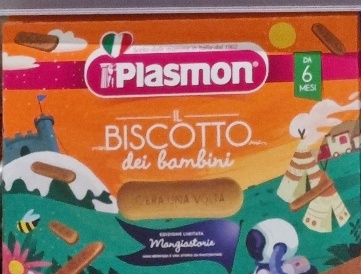 Plasmon®
DA
6
MESI
IL
BISCOTTO
dei bambini
C'ERA UNA VOLTA
EDIZIONE LIMITATA
Mangiastorie